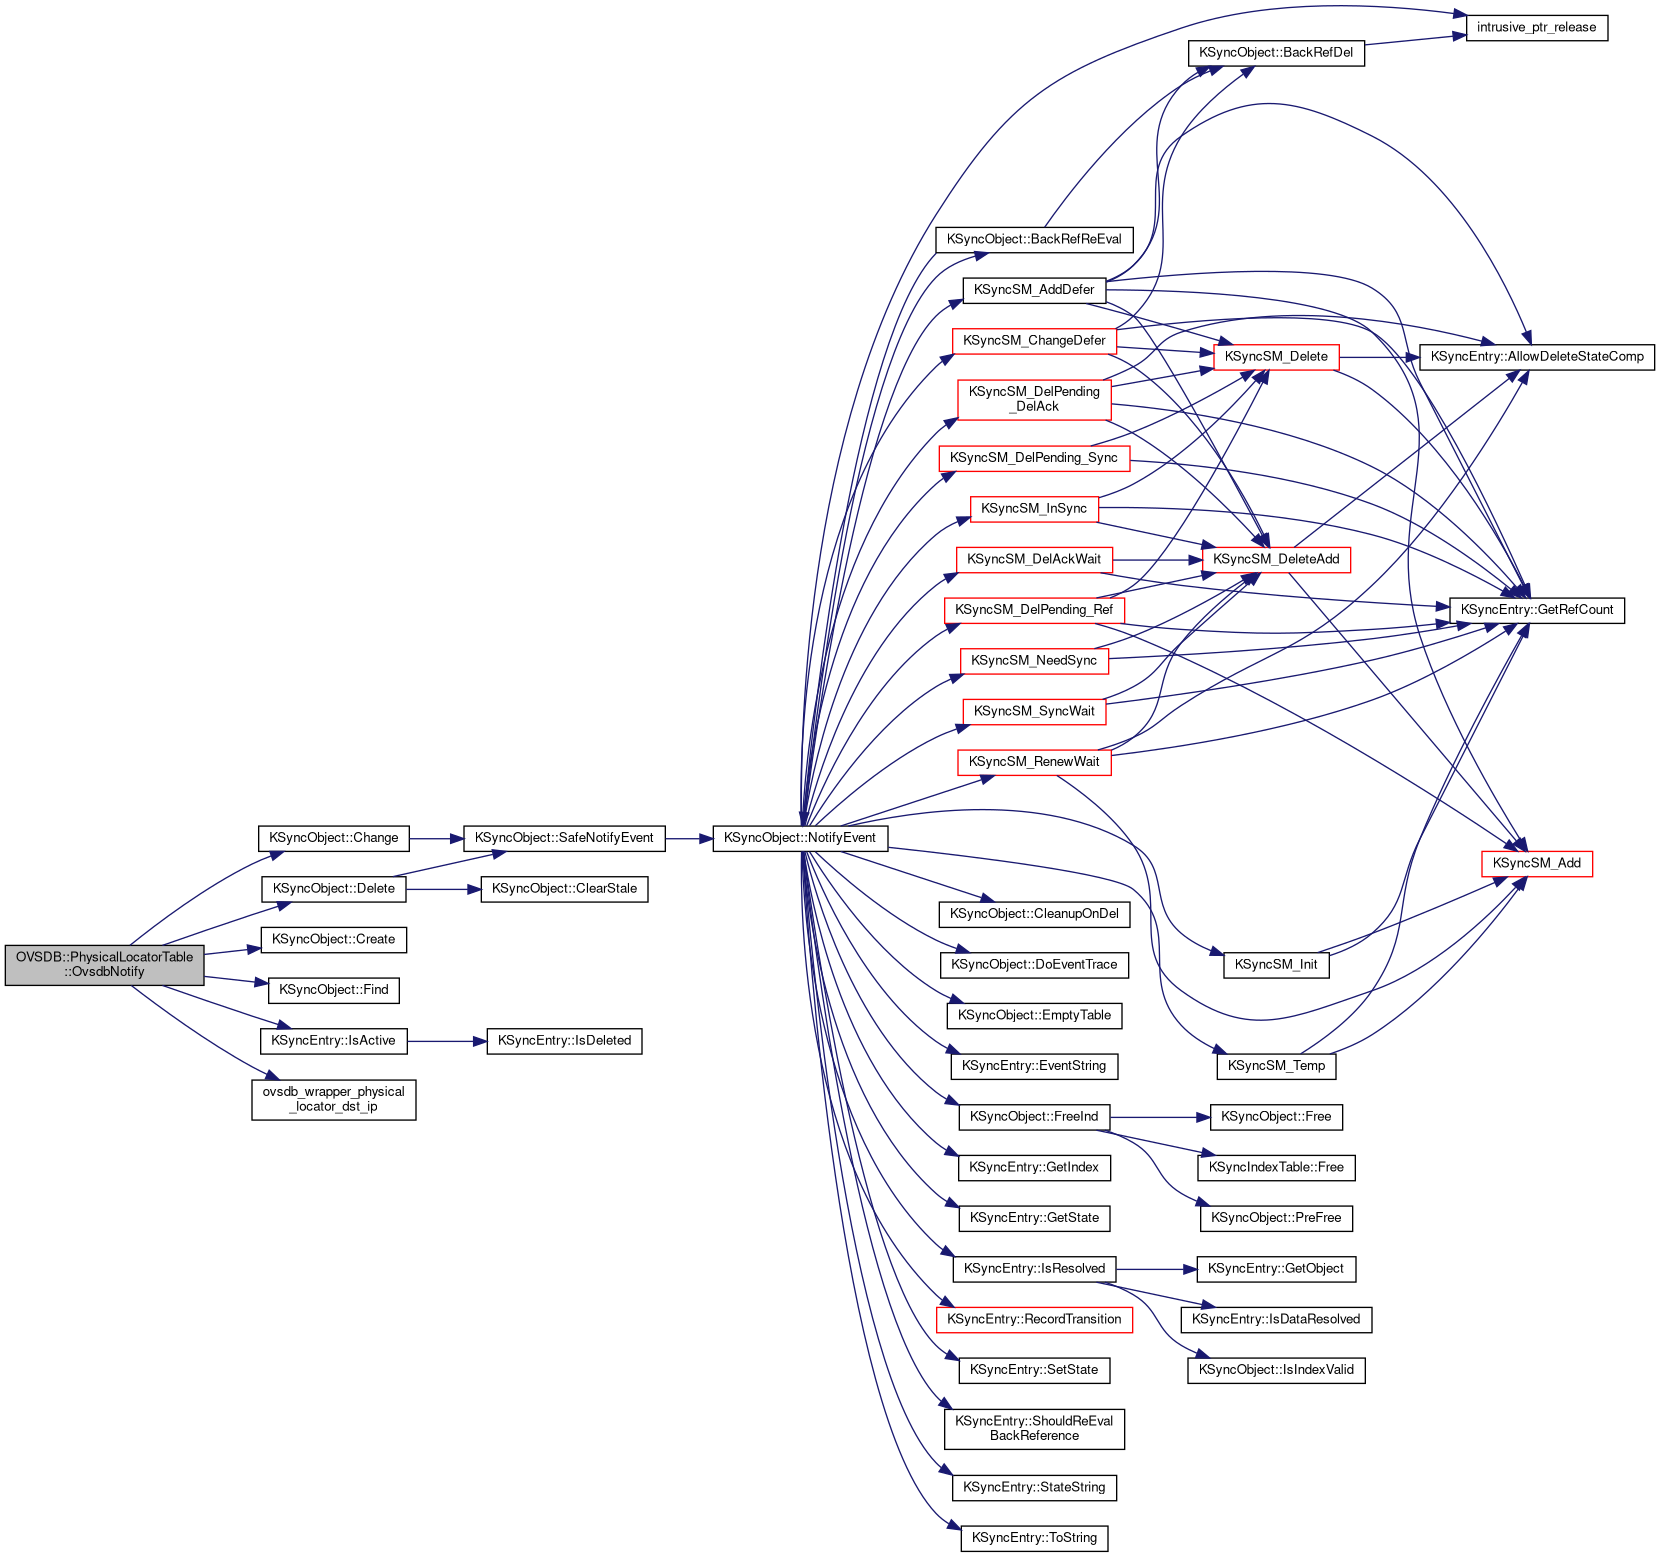 intrusive_ptr_release
KSyncObject::BackRefDel
KSyncObject::BackRefReEval
KSyncSM_AddDefer
KSyncSM_ChangeDefer
KSyncSM_Delete
KSyncEntry::AllowDeleteStateComp
KSyncSM_DelPending
_DelAck
KSyncSM_DelPending_Sync
KSyncSM_InSync
KSyncSM_DelAckWait
KSyncSM_DeleteAdd
KSyncSM_DelPending_Ref
KSyncEntry::GetRefCount
KSyncSM_NeedSync
KSyncSM_SyncWait
KSyncSM_RenewWait
KSyncObject::Change
KSyncObject::SafeNotifyEvent
KSyncObject::NotifyEvent
KSyncSM_Add
KSyncObject::Delete
KSyncObject::ClearStale
KSyncObject::CleanupOnDel
KSyncObject::Create
OVSDB::PhysicalLocatorTable
::OvsdbNotify
KSyncObject::DoEventTrace
KSyncSM_Init
KSyncObject::Find
KSyncObject::EmptyTable
KSyncEntry::IsActive
KSyncEntry::IsDeleted
KSyncEntry::EventString
KSyncSM_Temp
ovsdb_wrapper_physical
_locator_dst_ip
KSyncObject::FreeInd
KSyncObject::Free
KSyncEntry::GetIndex
KSyncIndexTable::Free
KSyncEntry::GetState
KSyncObject::PreFree
KSyncEntry::IsResolved
KSyncEntry::GetObject
KSyncEntry::RecordTransition
KSyncEntry::IsDataResolved
KSyncEntry::SetState
KSyncObject::IsIndexValid
KSyncEntry::ShouldReEval
BackReference
KSyncEntry::StateString
KSyncEntry::ToString